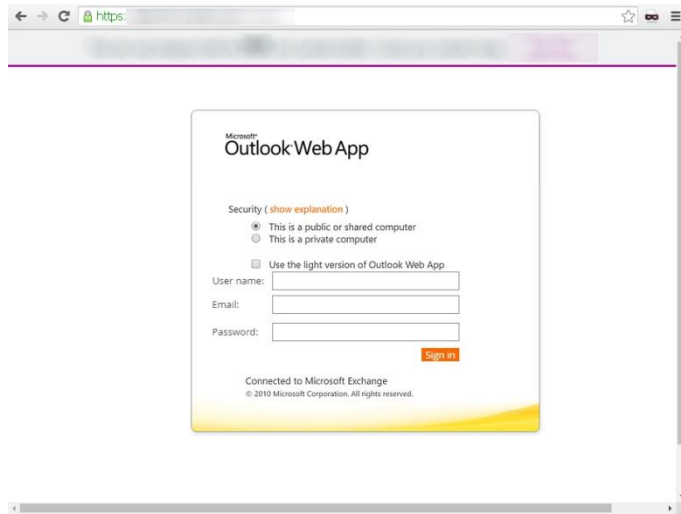 https:
Microsoft®
Outlook Web App
Security ( show explanation )
This is a public or shared computer
This is a private computer
Use the light version of Outlook Web App
User name:
Email:
Password:
Sign in
Connected to Microsoft Exchange
© 2010 Microsoft Corporation. All rights reserved.